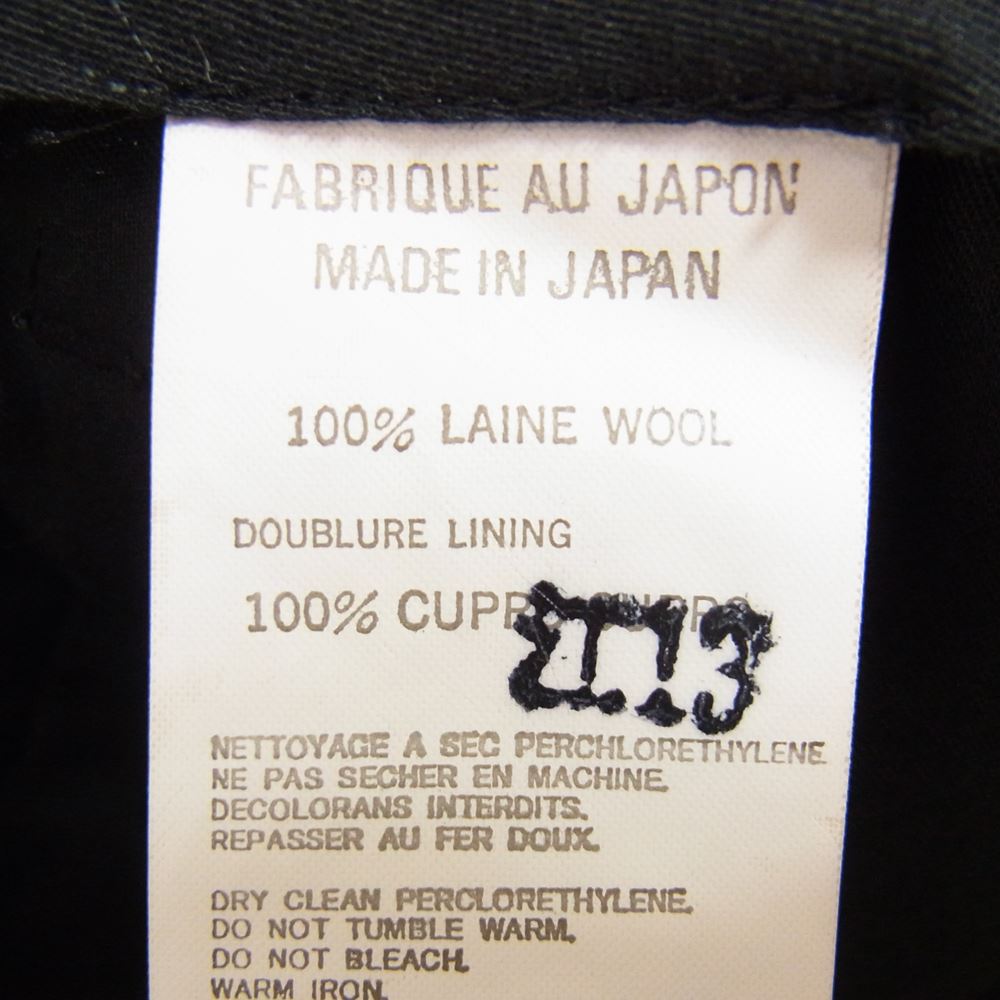 FABRIQUE AU JAPON
MADE IN JAPAN
100% LAINE WOOL
DOUBLURE LINING
100% CUPRO CUPRO
NETTOYAGE A SEC PERCHLORETHYLENE
NE PAS SECHER EN MACHINE.
DECOLORANS INTERDITS.
REPASSER AU FER DOUX.
DRY CLEAN PERCLORETHYLENE.
DO NOT TUMBLE WARM.
DO NOT BLEACH.
WARM IRON.